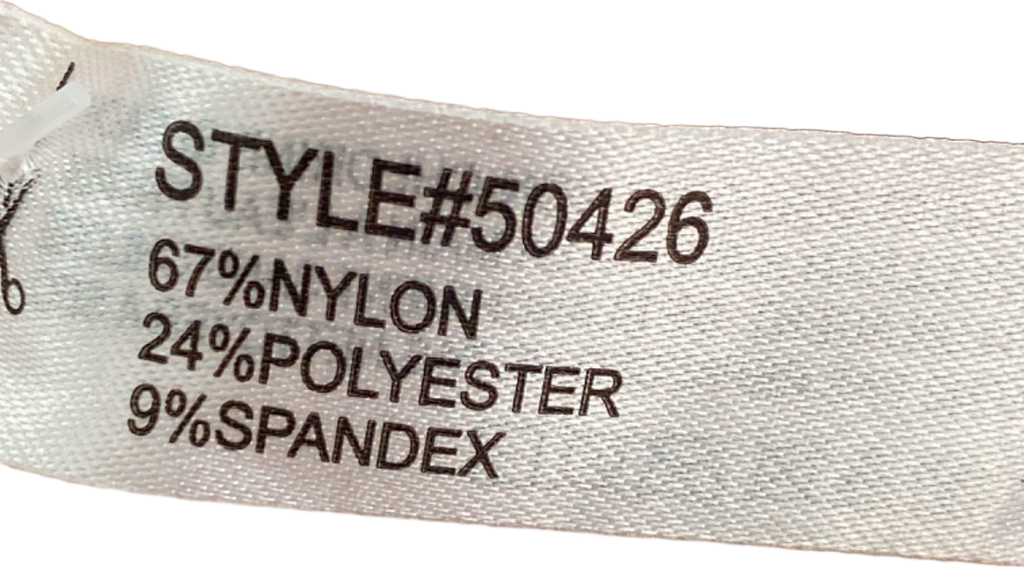 STYLE#50426
67%NYLON
24%POLYESTER
9%SPANDEX